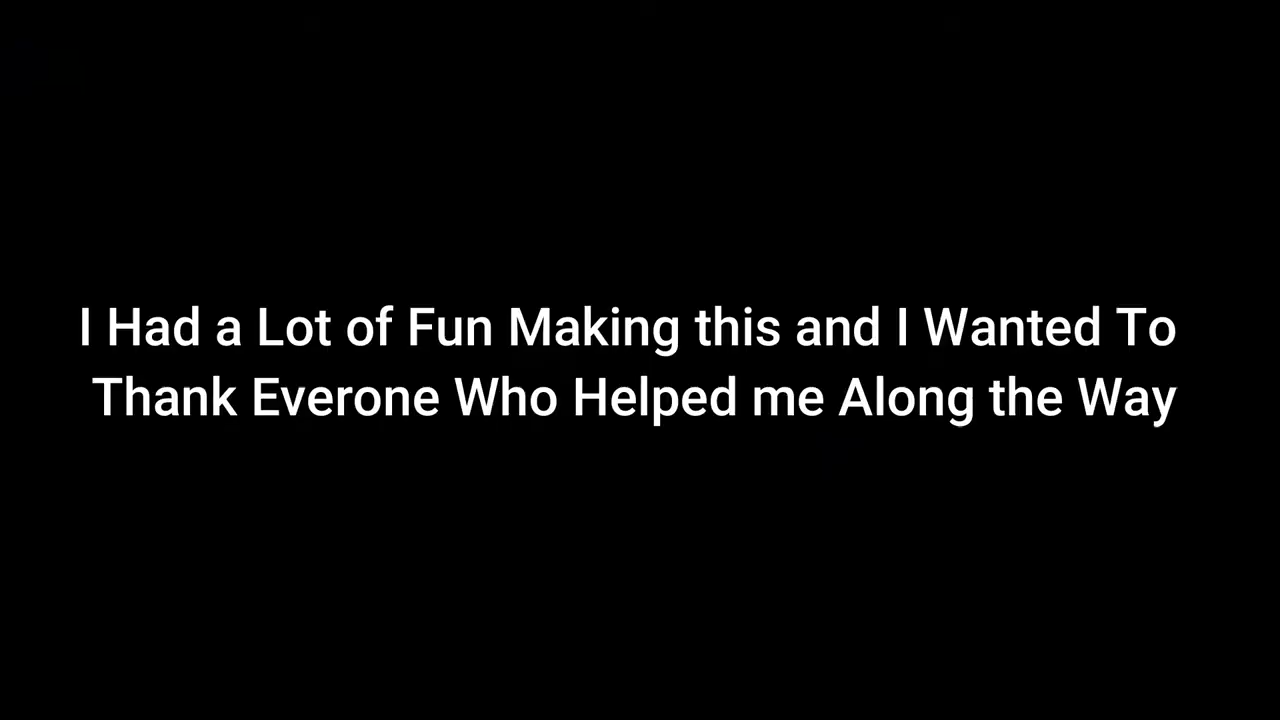 I Had a Lot of Fun Making this and I Wanted To
Thank Everone Who Helped me Along the Way